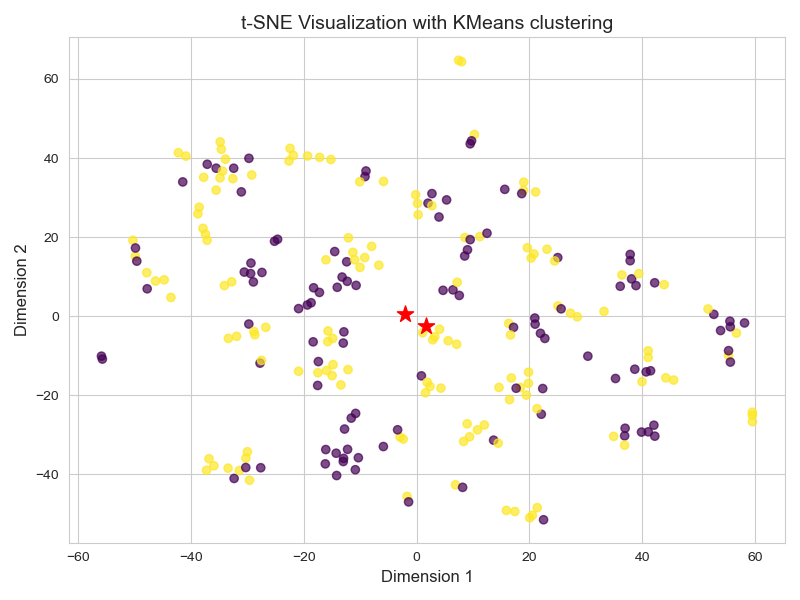 t-SNE Visualization with KMeans clustering
Dimension 2
60
40
20
0
−20
−40
−60 −40 −20 0 20 40 60
Dimension 1